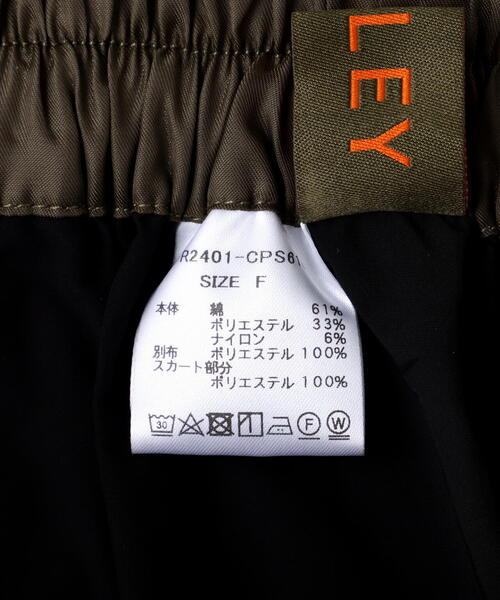 LEY
R2401-CPS61
SIZE F
本体 綿 61%
ポリエステル 33%
ナイロン 6%
別布 ポリエステル 100%
スカート部分
ポリエステル 100%
30 F W